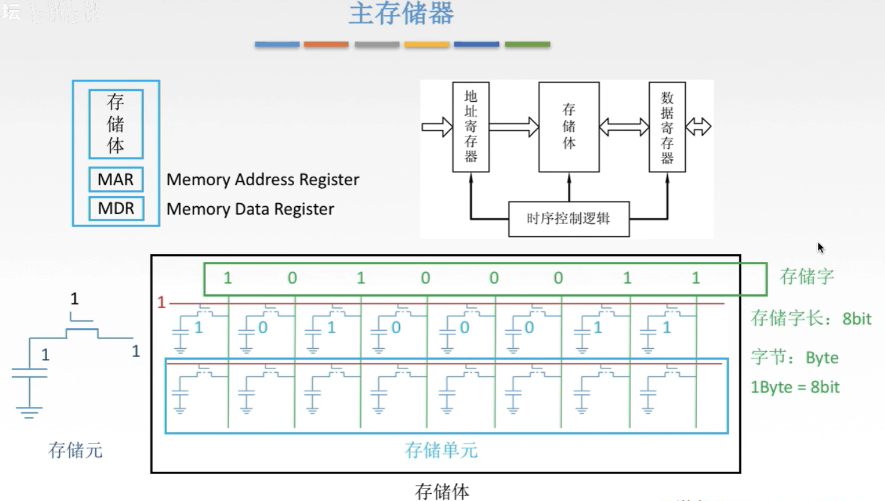 主存储器
存
储
体
MAR
Memory Address Register
MDR
Memory Data Register
地
址
寄
存
器
存
储
体
数
据
寄
存
器
时序控制逻辑
1 0 1 0 0 0 1 1
存储字
1
1 0 1 0 0 0 1 1
存储字长：8bit
字节：Byte
1Byte = 8bit
1
1
1
存储元
存储单元
存储体